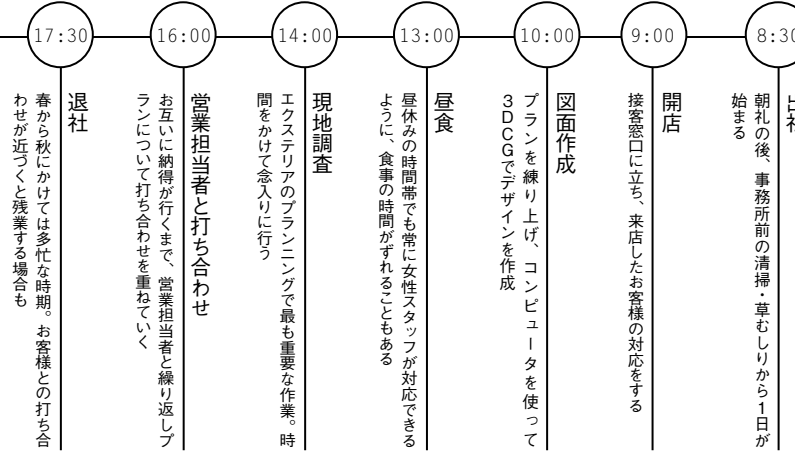 8:30
出社
朝礼の後、事務所前の清掃・草むしりから1日が
始まる
9:00
開店
接客窓口に立ち、来店したお客様の対応をする
10:00
図面作成
プランを練り上げ、コンピュータを使って
3DCGでデザインを作成
13:00
昼食
昼休みの時間帯でも常に女性スタッフが対応できる
ように、食事の時間がずれることもある
14:00
現地調査
エクステリアのプランニングで最も重要な作業。時
間をかけて念入りに行う
16:00
営業担当者と打ち合わせ
お互いに納得が行くまで、営業担当者と繰り返しプ
ランについて打ち合わせを重ねていく
17:30
退社
春から秋にかけては多忙な時期。お客様との打ち合
わせが近づくと残業する場合も